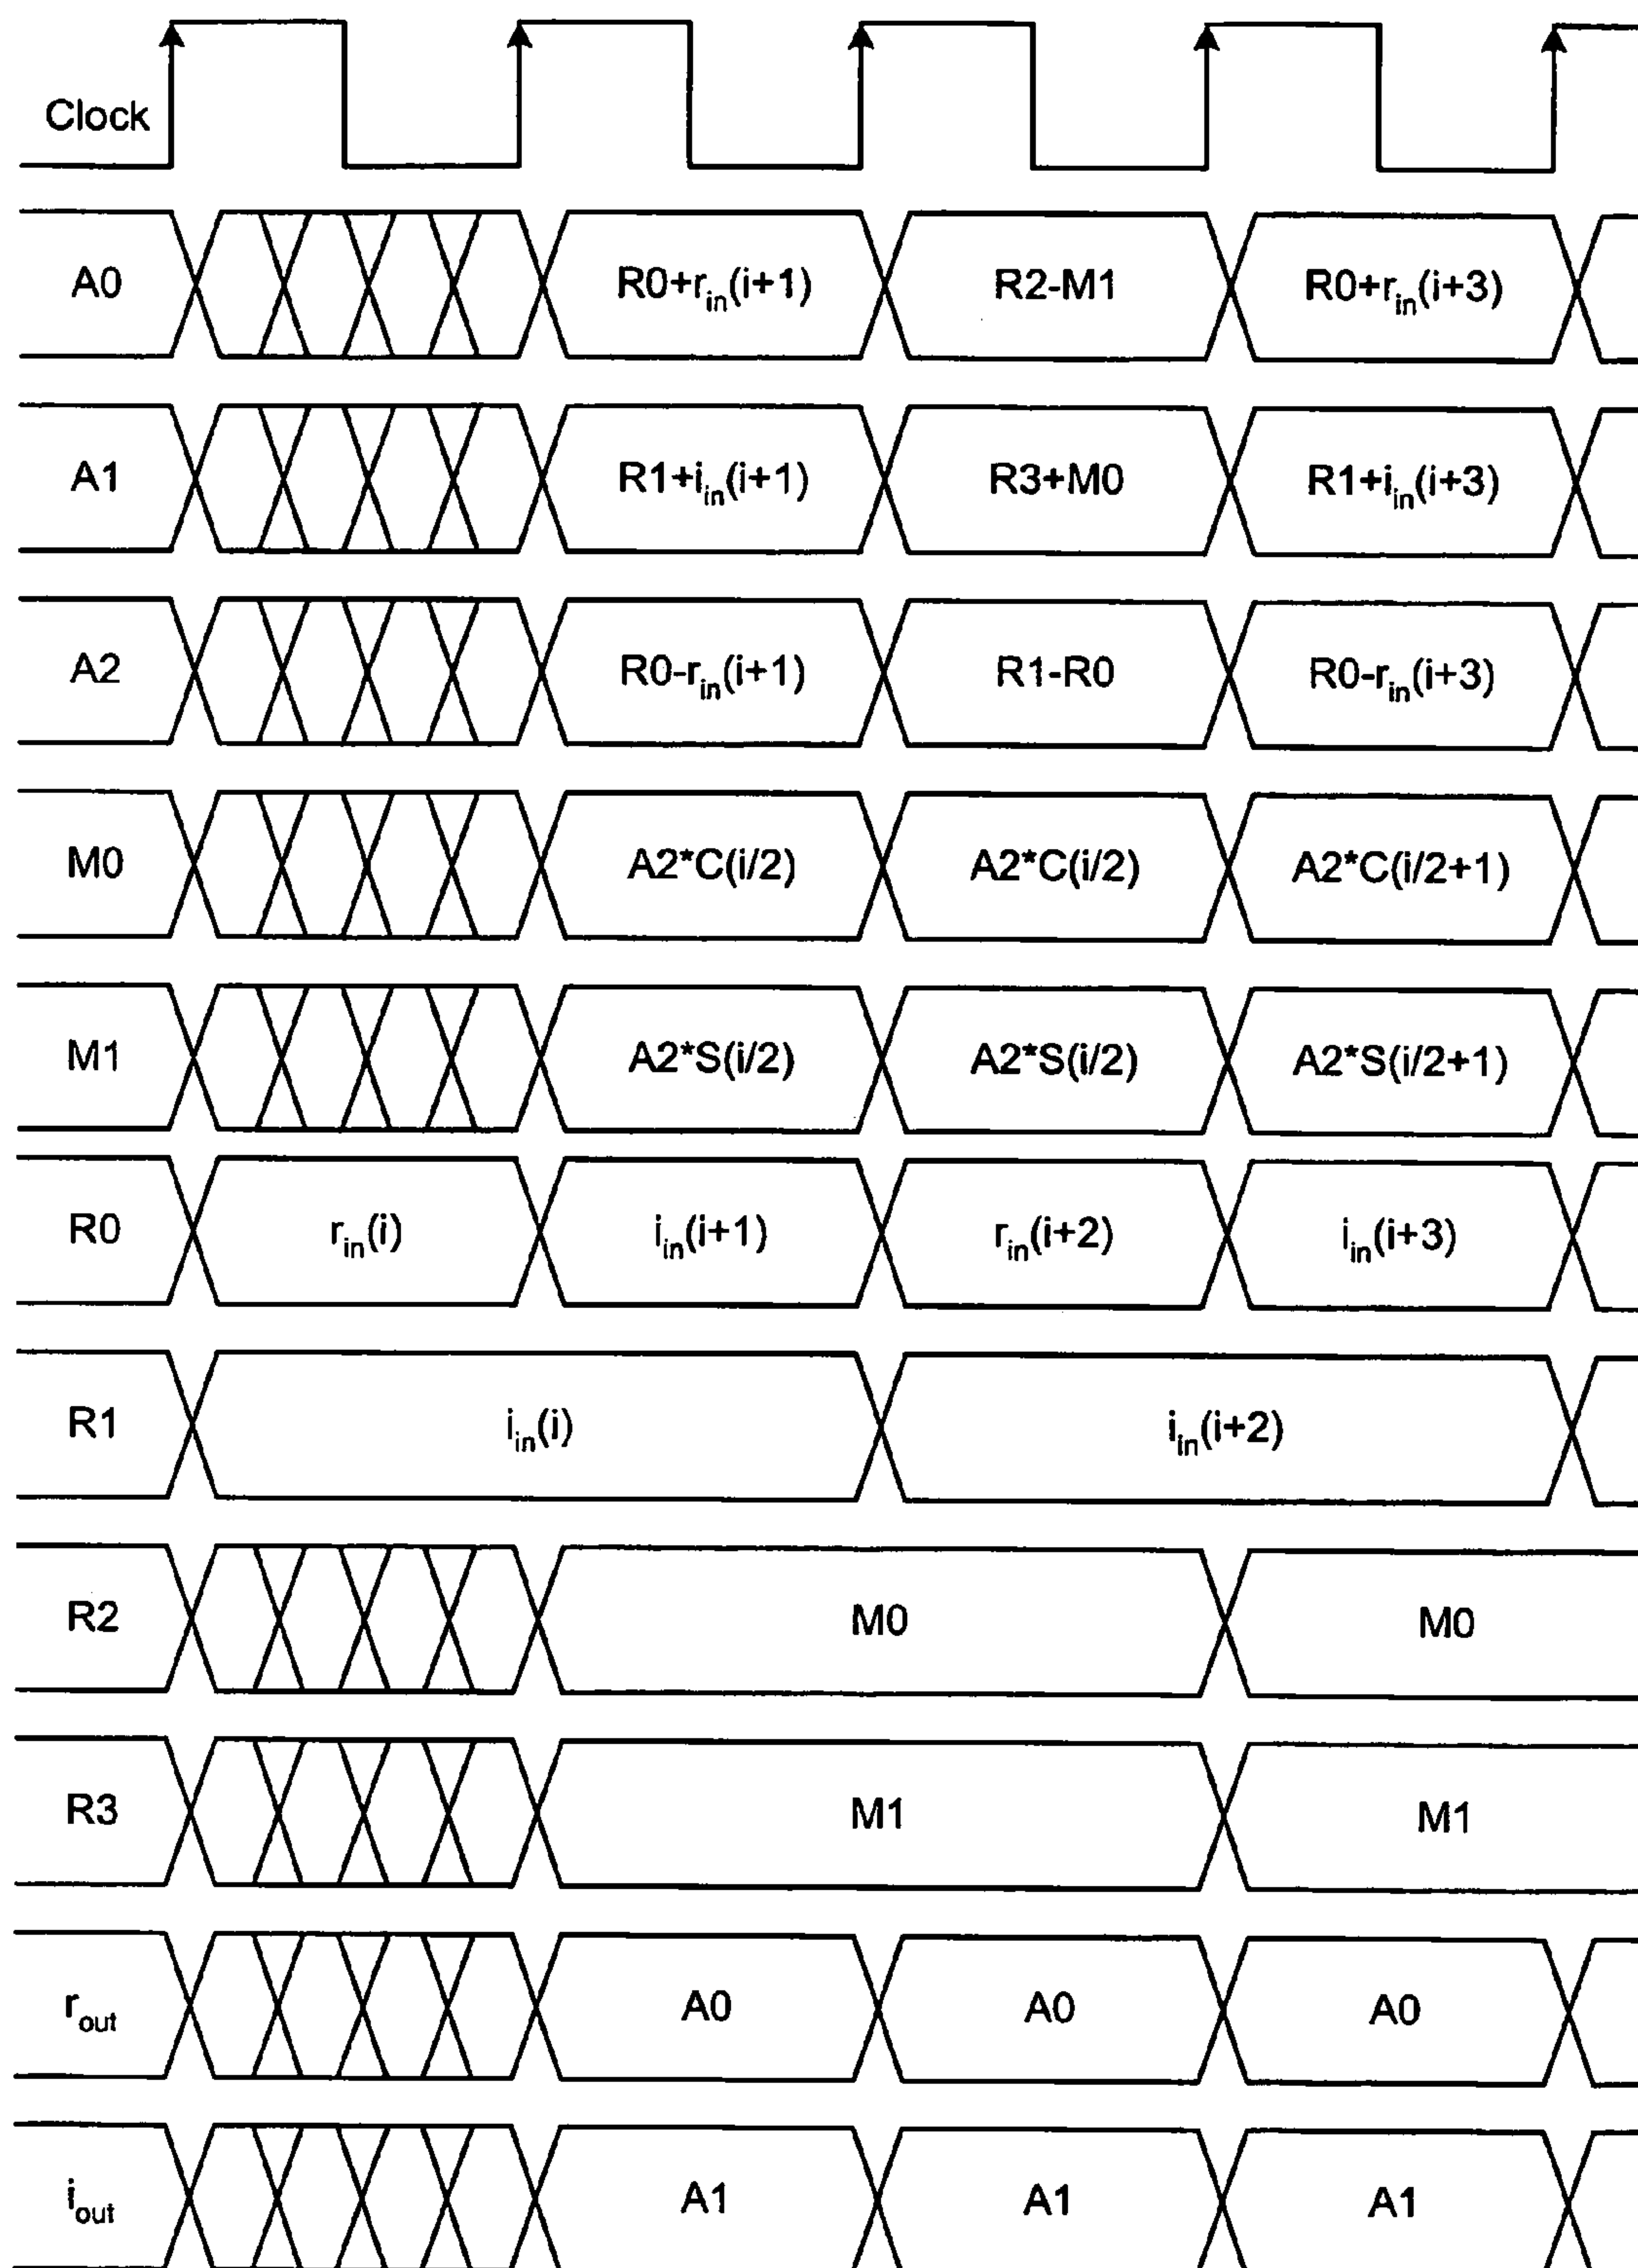 Clock
A0 R0+rin(i+1) R2-M1 R0+rin(i+3)
A1 R1+iin(i+1) R3+M0 R1+iin(i+3)
A2 R0-rin(i+1) R1-R0 R0-rin(i+3)
M0 A2*C(i/2) A2*C(i/2) A2*C(i/2+1)
M1 A2*S(i/2) A2*S(i/2) A2*S(i/2+1)
R0 rin(i) iin(i+1) rin(i+2) iin(i+3)
R1 iin(i) iin(i+2)
R2 M0 M0
R3 M1 M1
rout A0 A0 A0
iout A1 A1 A1